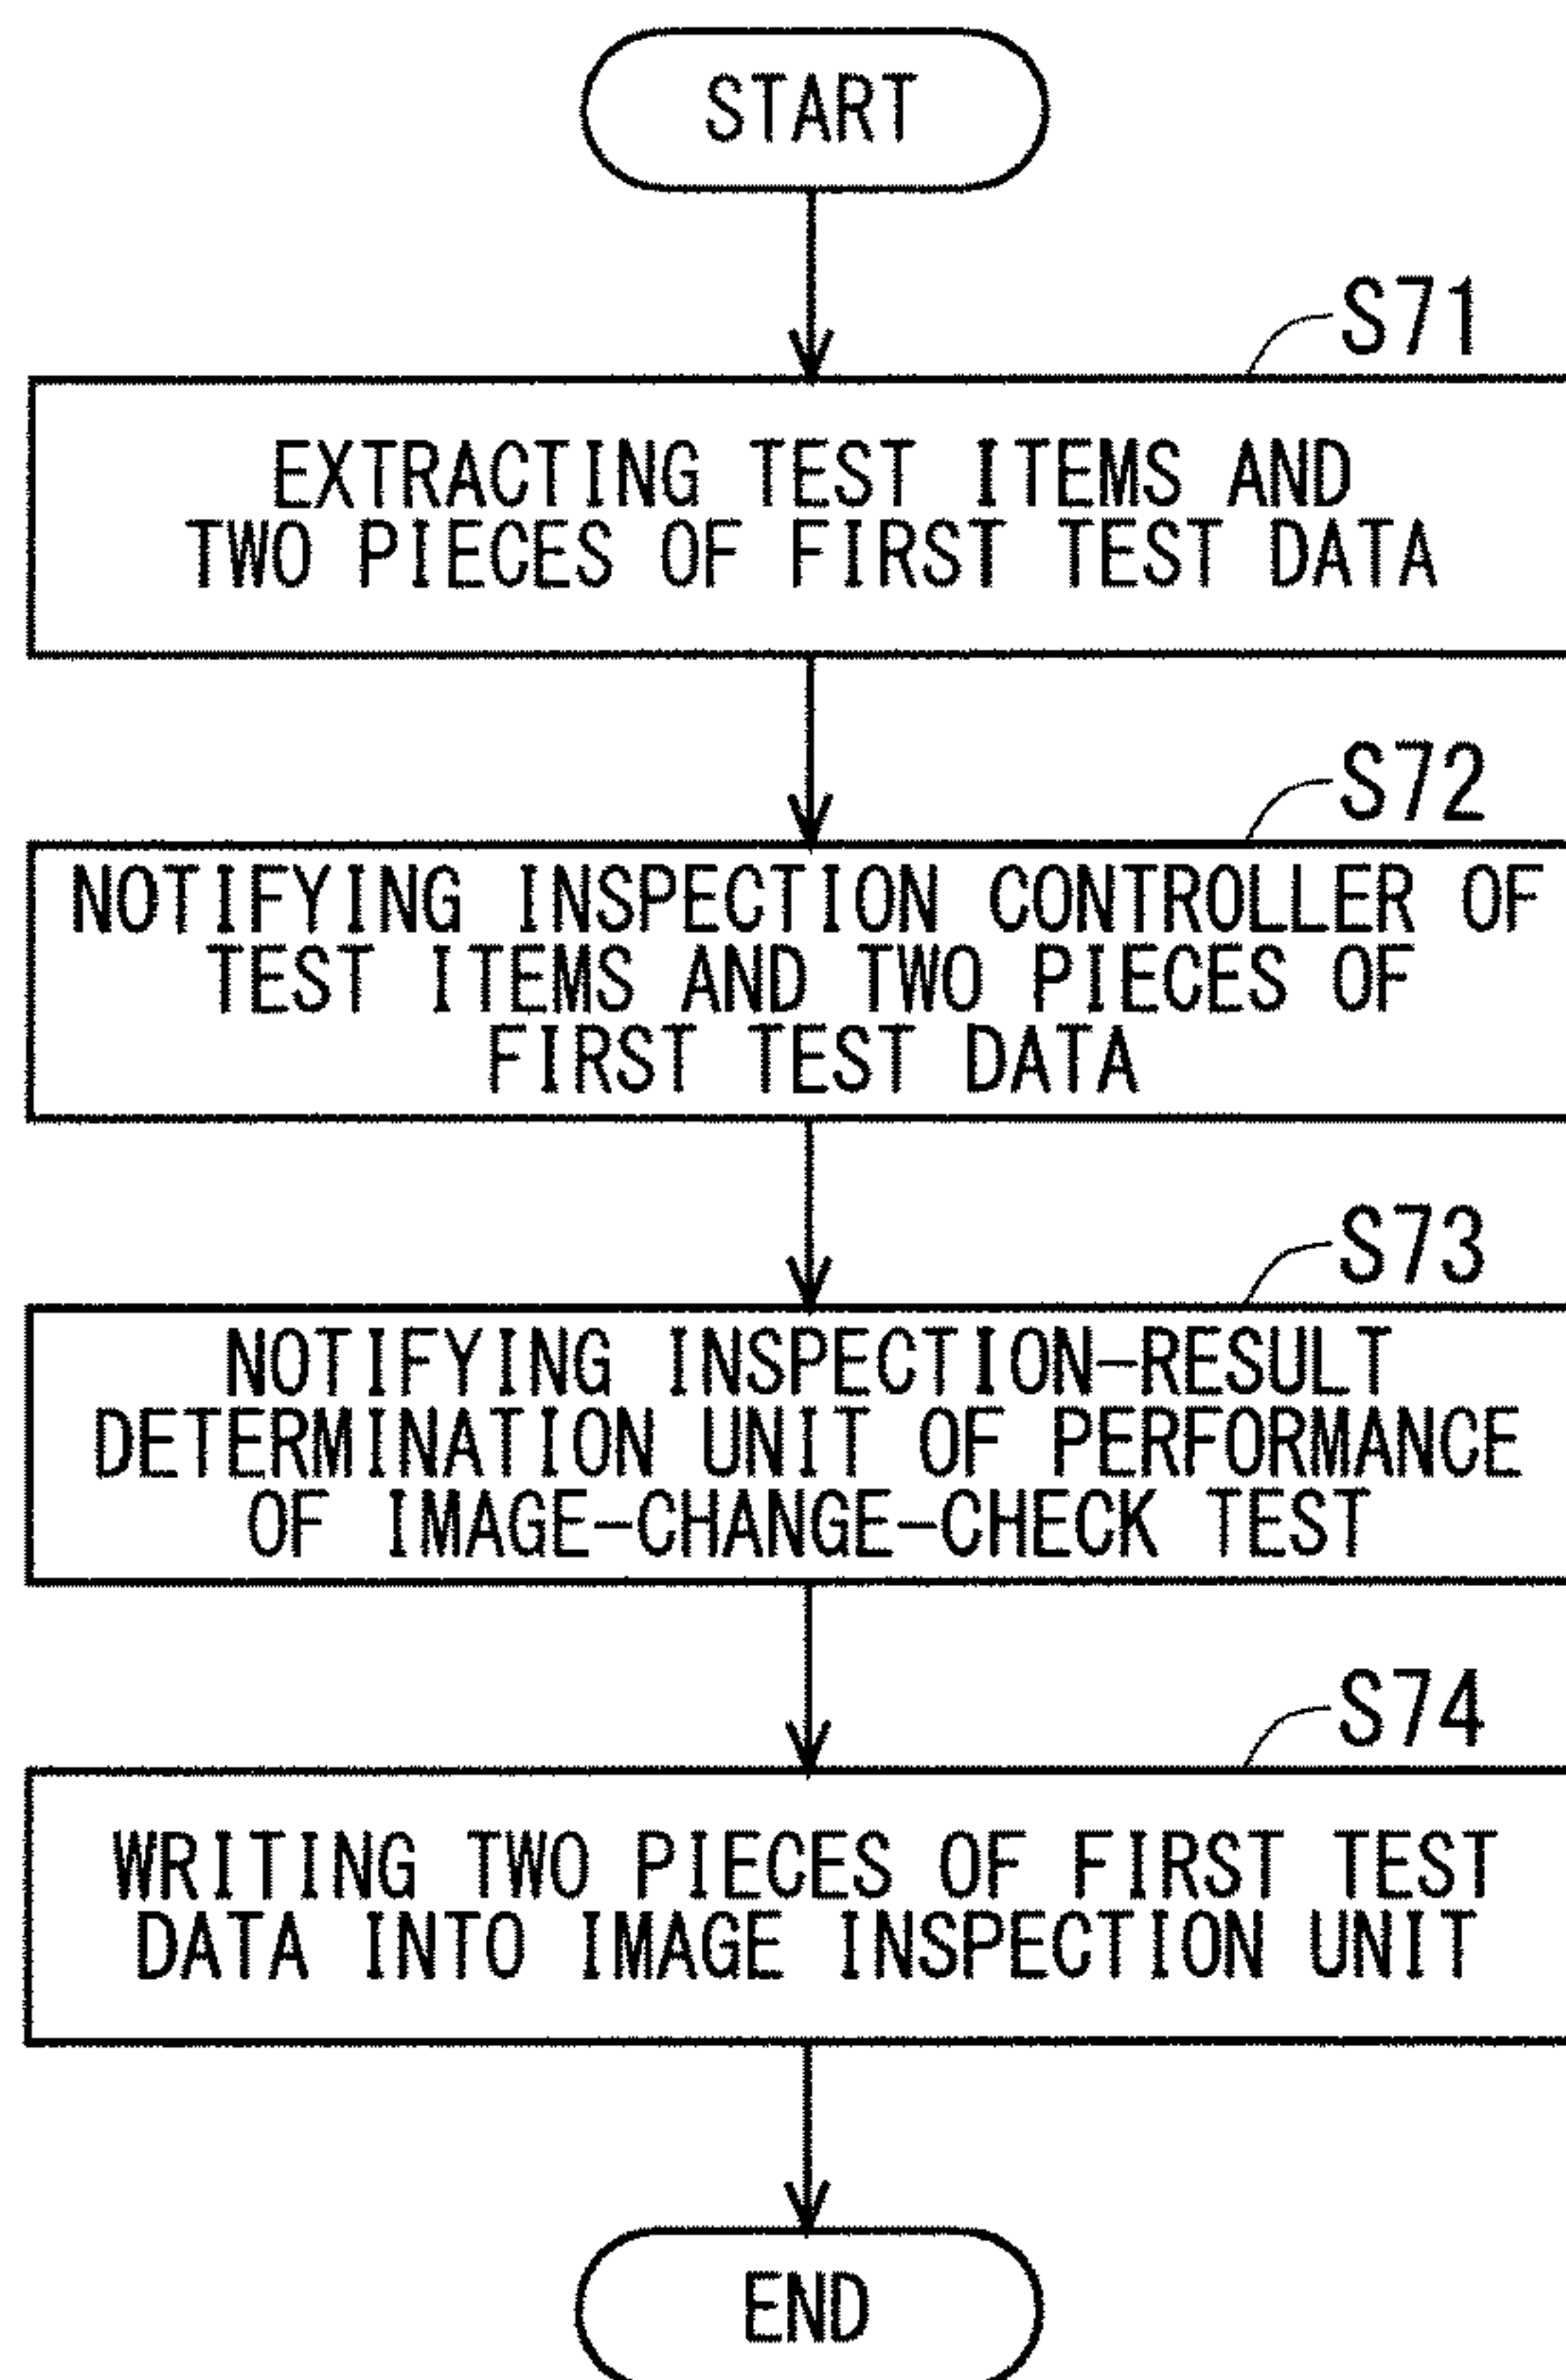 START
S71
EXTRACTING TEST ITEMS AND
TWO PIECES OF FIRST TEST DATA
S72
NOTIFYING INSPECTION CONTROLLER OF
TEST ITEMS AND TWO PIECES OF
FIRST TEST DATA
S73
NOTIFYING INSPECTION-RESULT
DETERMINATION UNIT OF PERFORMANCE
OF IMAGE-CHANGE-CHECK TEST
S74
WRITING TWO PIECES OF FIRST TEST
DATA INTO IMAGE INSPECTION UNIT
END